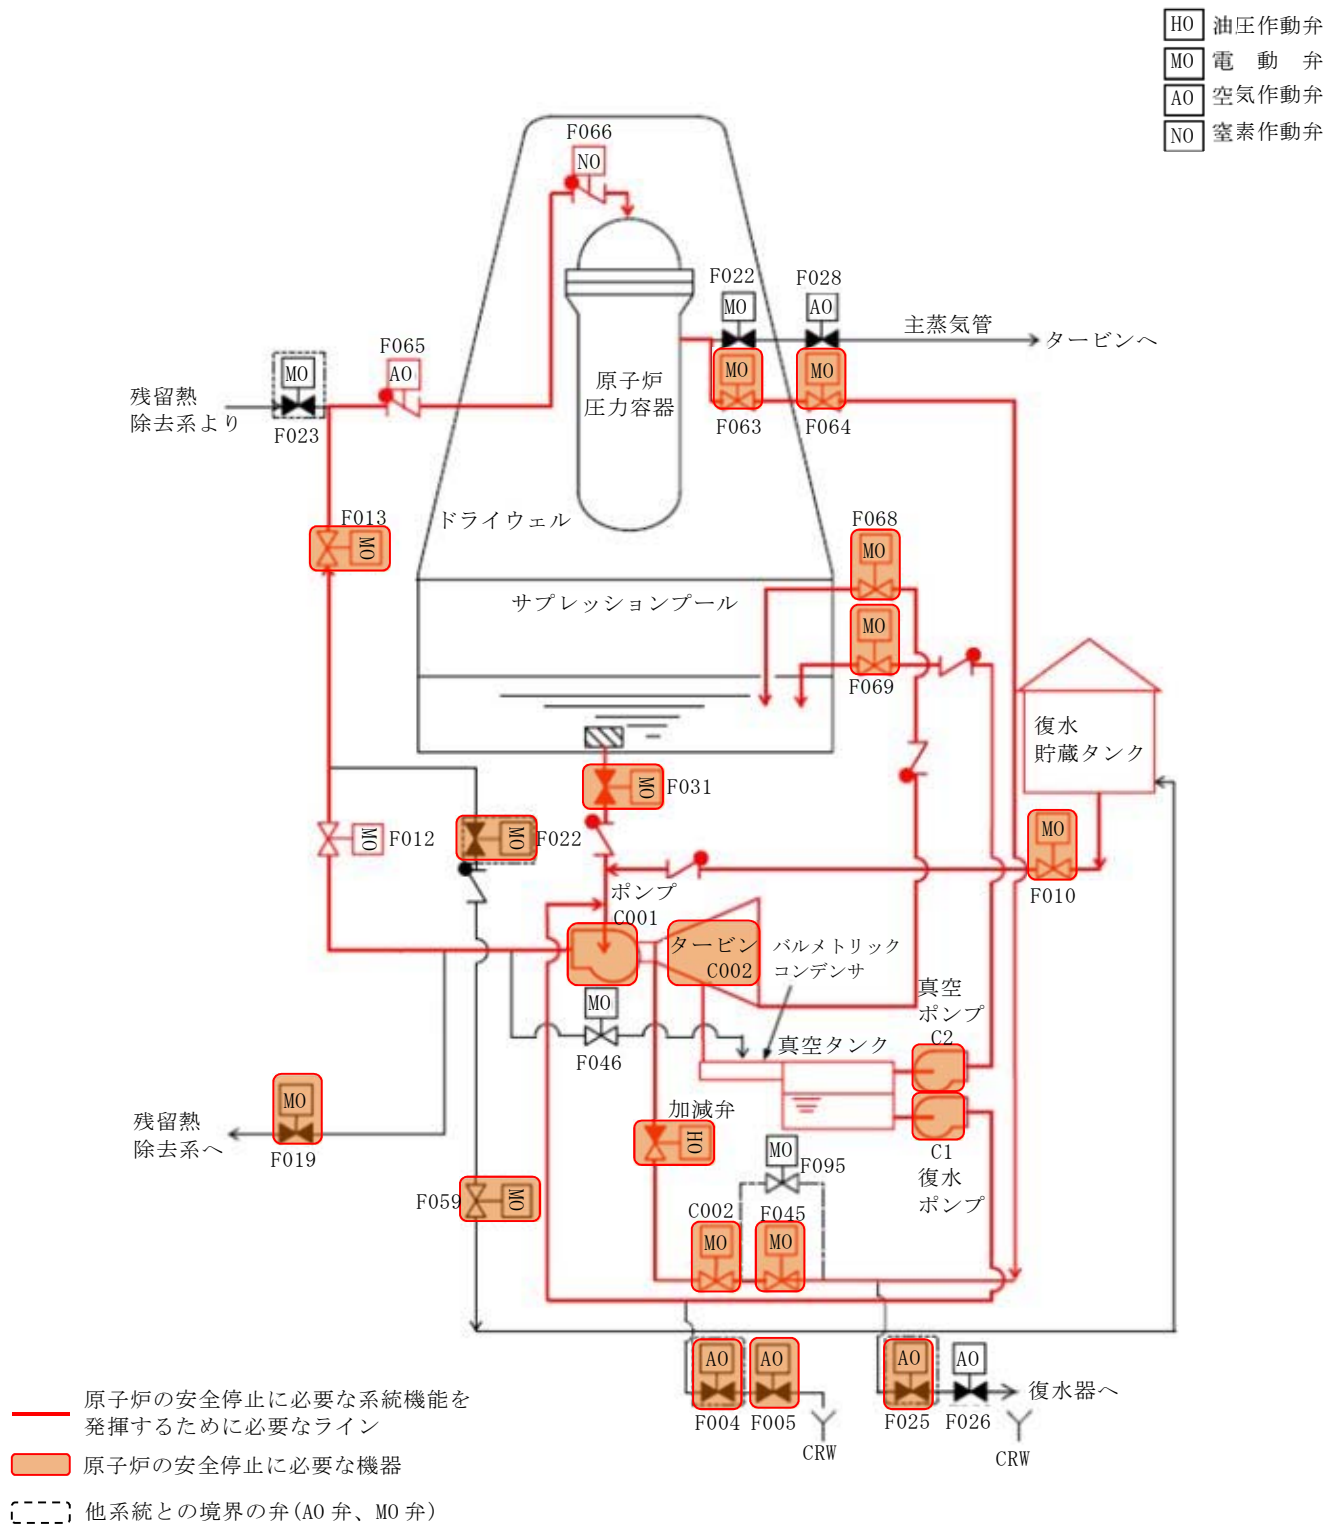 HO 油圧作動弁
MO 電 動 弁
AO 空気作動弁
NO 窒素作動弁
F066
NO
F022
F028
MO
AO
主蒸気管
タービンへ
F065
AO
MO
残留熱
除去系より
F023
原子炉
圧力容器
MO
MO
F063
F064
F013
MO
ドライウェル
F068
MO
サプレッションプール
MO
F069
復水
貯蔵タンク
MO
F031
MO
F012
MO
F022
MO
F010
ポンプ
C001
タービン
C002
バルメトリック
コンデンサ
MO
F046
真空
ポンプ
C2
真空タンク
MO
残留熱
除去系へ
F019
加減弁
HO
MO
F095
C1
復水
ポンプ
F059
MO
C002
F045
MO
MO
AO
AO
AO
AO
F004
F005
F025
F026
復水器へ
CRW
CRW
原子炉の安全停止に必要な系統機能を
発揮するために必要なライン
原子炉の安全停止に必要な機器
他系統との境界の弁(AO 弁、MO 弁)